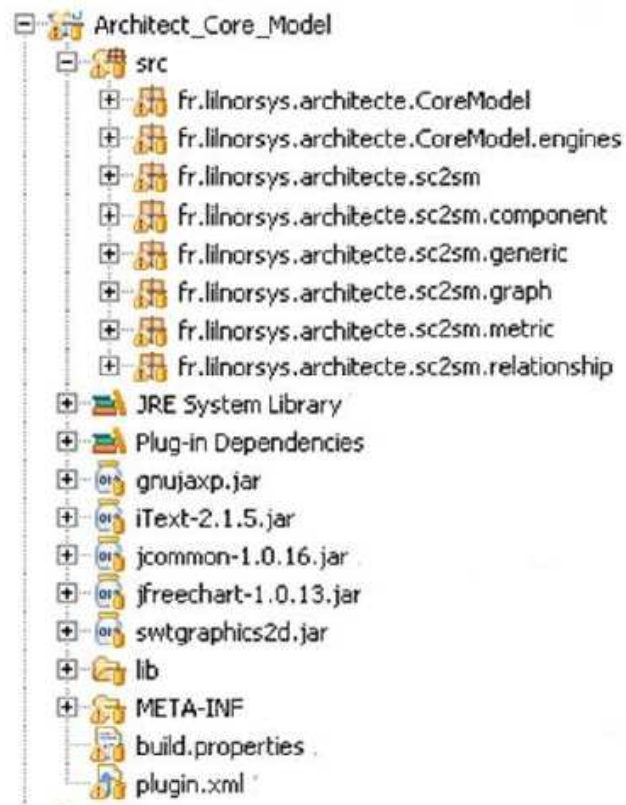 Architect_Core_Model
src
fr.lilnorsys.architecte.CoreModel
fr.lilnorsys.architecte.CoreModel.engines
fr.lilnorsys.architecte.sc2sm
fr.lilnorsys.architecte.sc2sm.component
fr.lilnorsys.architecte.sc2sm.generic
fr.lilnorsys.architecte.sc2sm.graph
fr.lilnorsys.architecte.sc2sm.metric
fr.lilnorsys.architecte.sc2sm.relationship
JRE System Library
Plug-in Dependencies
gnujaxp.jar
iText-2.1.5.jar
jcommon-1.0.16.jar
jfreechart-1.0.13.jar
swtgraphics2d.jar
lib
META-INF
build.properties
plugin.xml